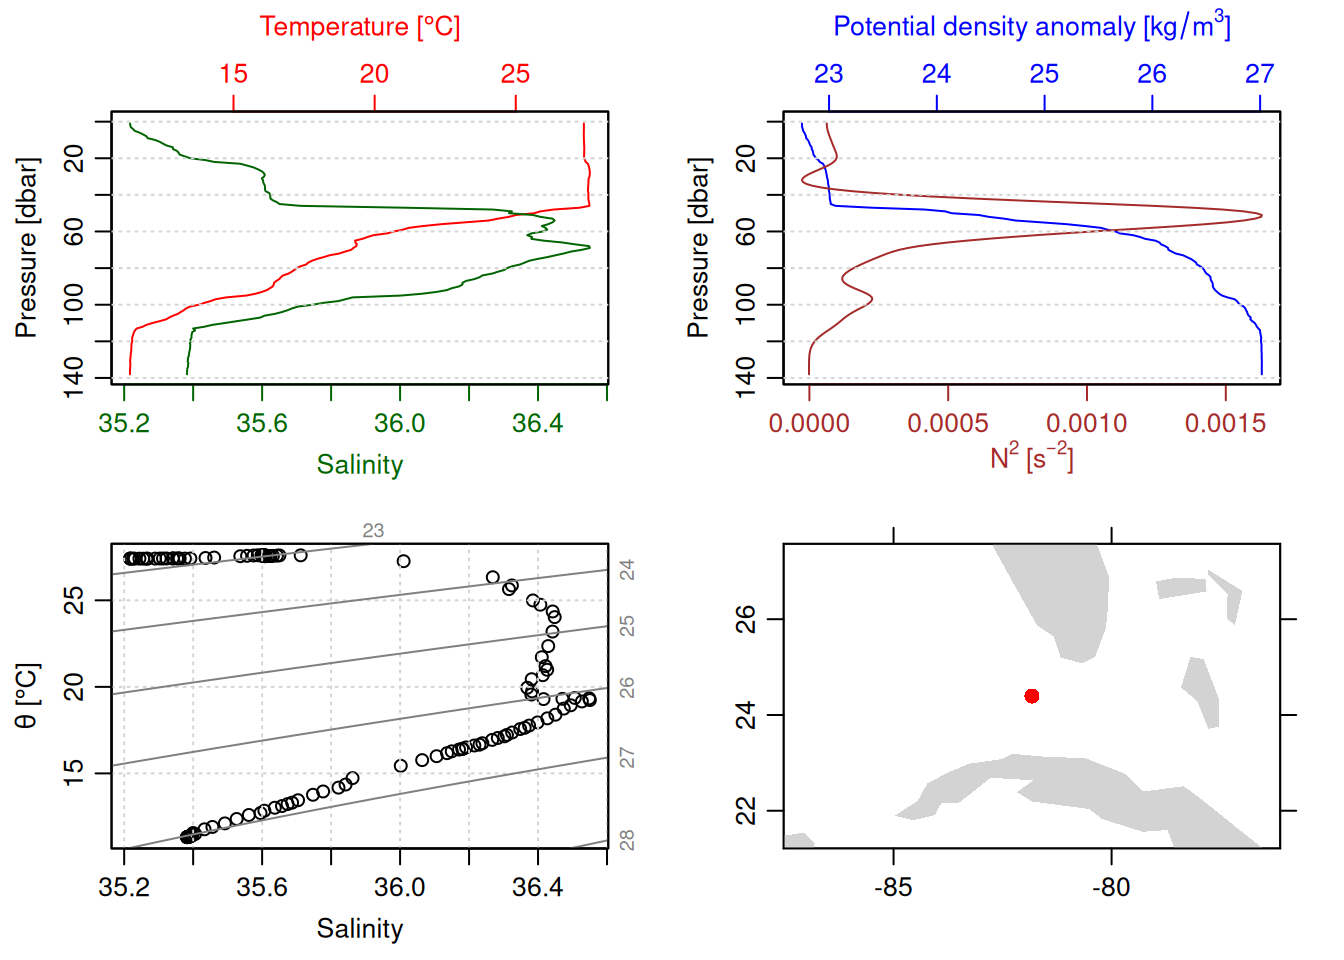 Temperature [°C]
15 20 25
Pressure [dbar]
20 60 100 140
35.2 35.6 36.0 36.4
Salinity
Potential density anomaly [kg/m³]
23 24 25 26 27
Pressure [dbar]
20 60 100 140
0.0000 0.0005 0.0010 0.0015
N² [s⁻²]
23
24
25
26
27
28
θ [°C]
25
20
15
35.2 35.6 36.0 36.4
Salinity
26
24
22
-85 -80